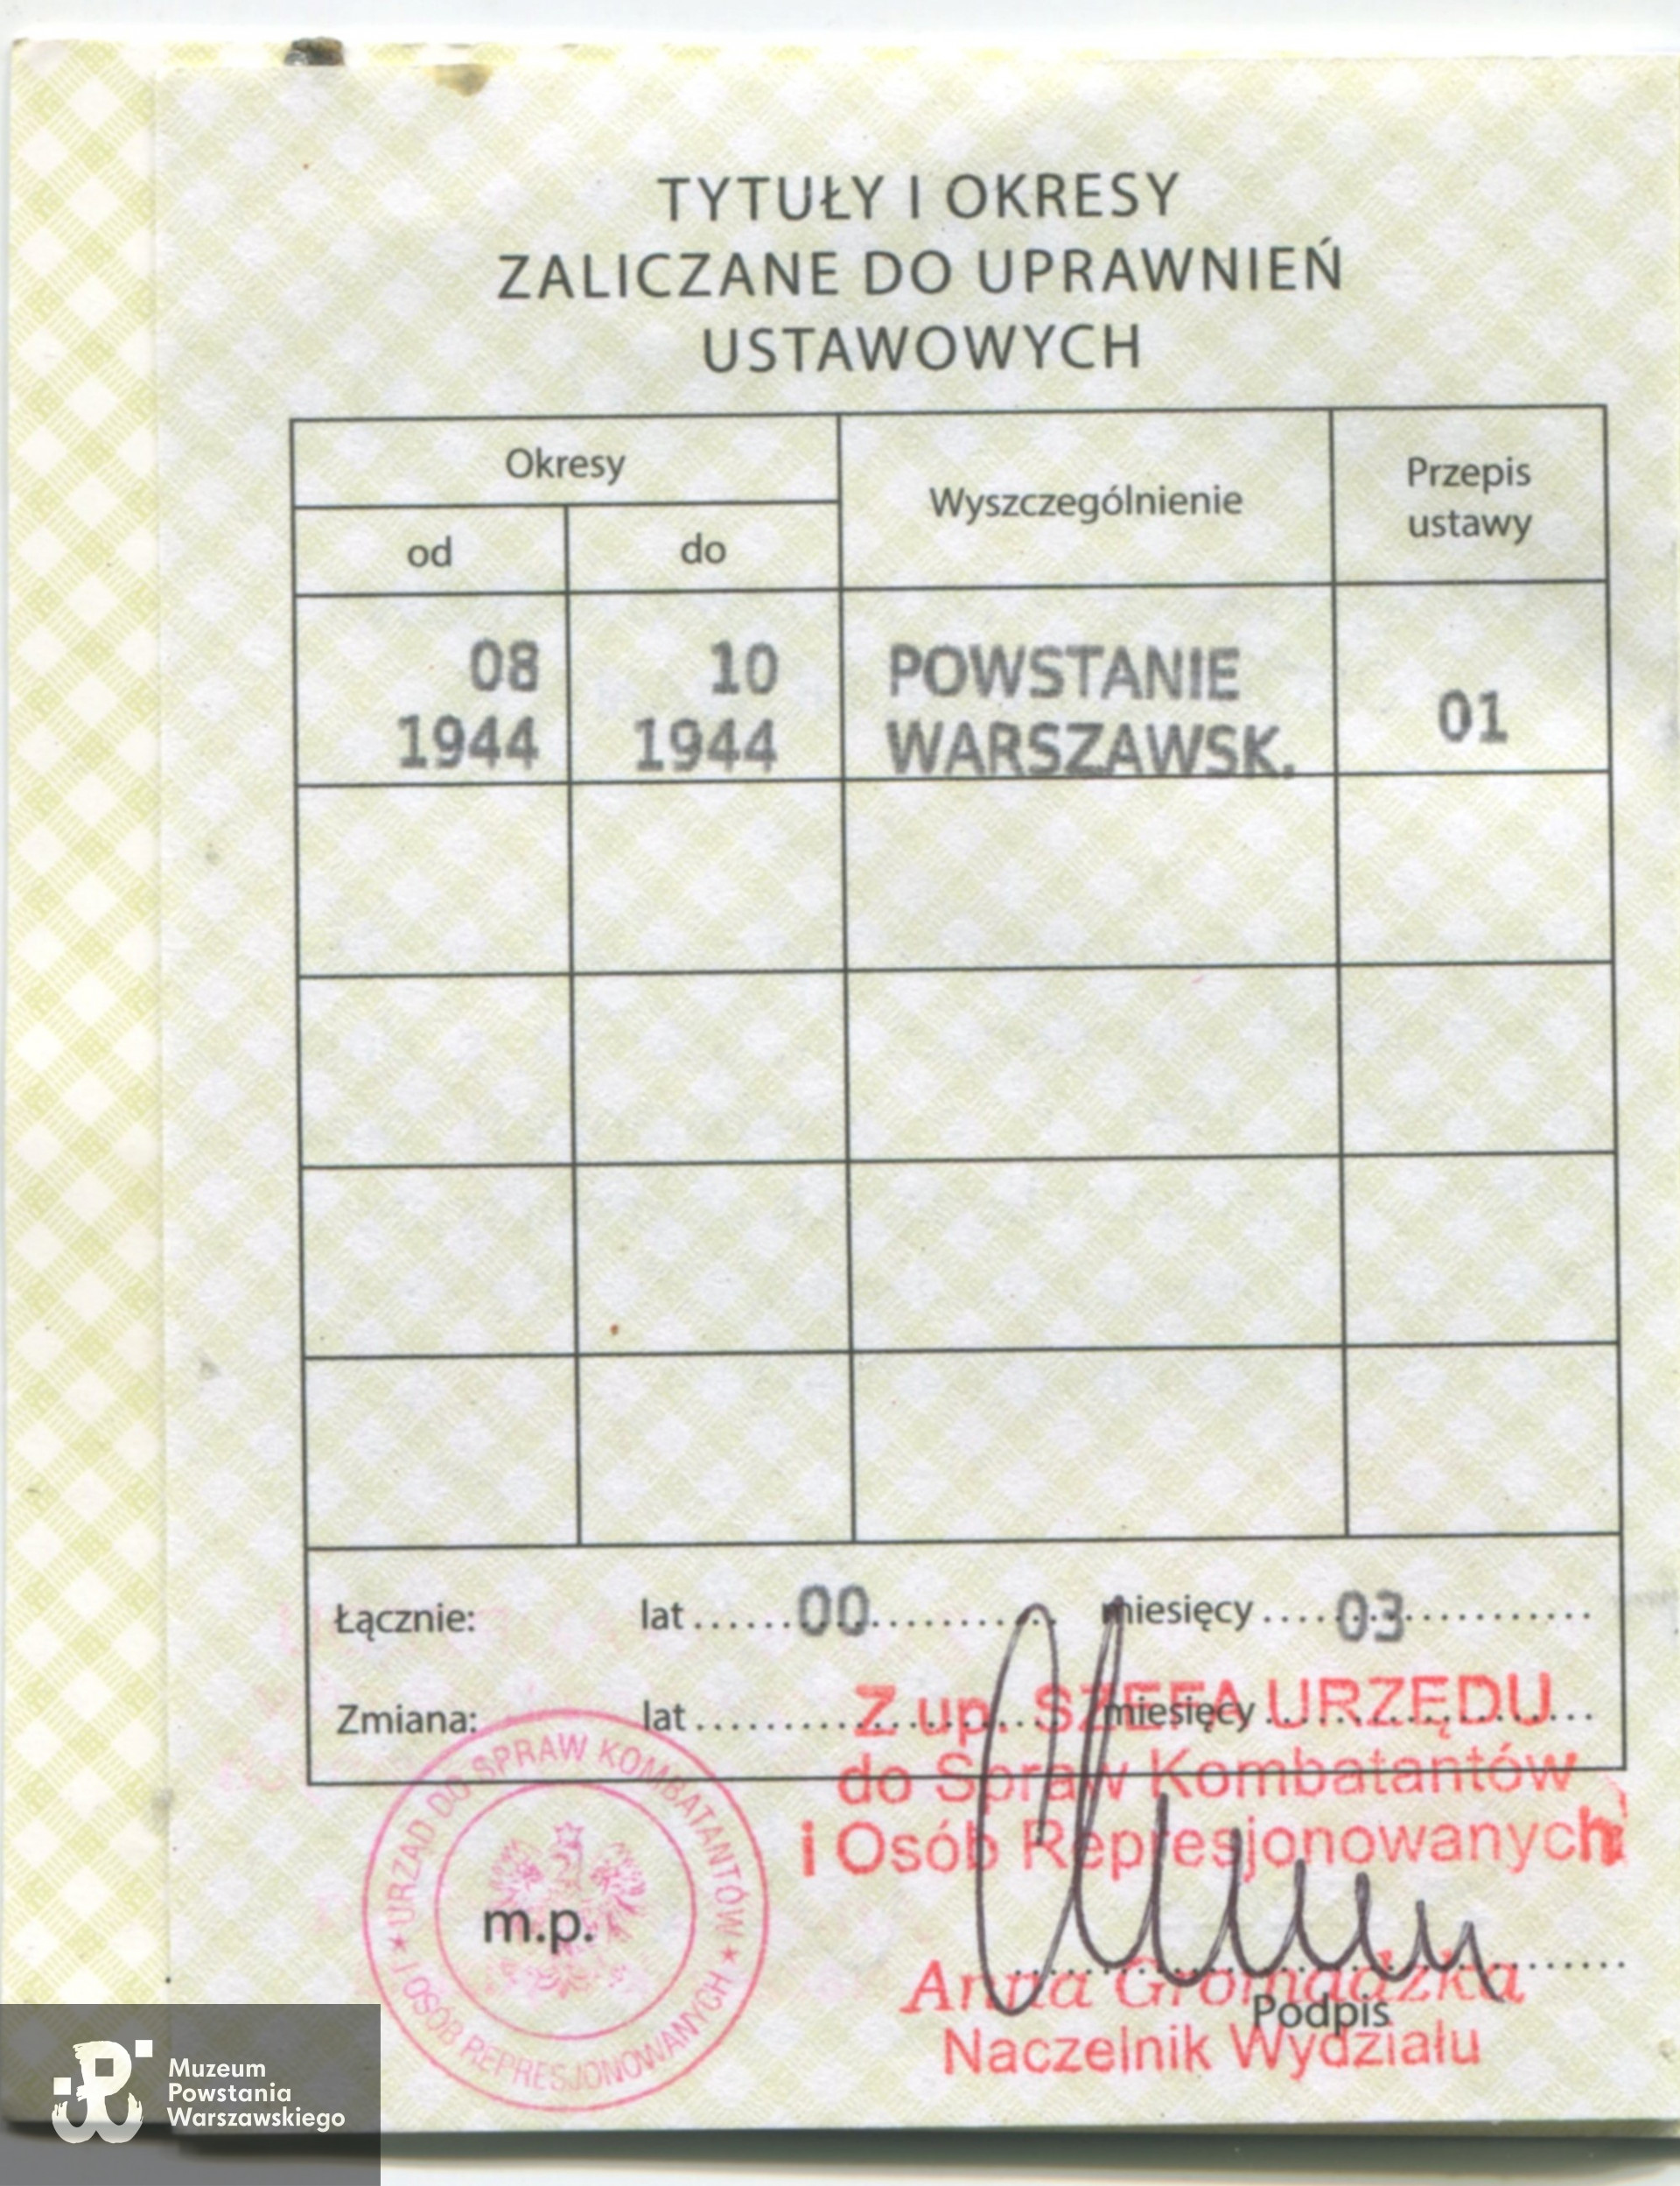 TYTUŁY I OKRESY
ZALICZANE DO UPRAWNIEŃ
USTAWOWYCH
Okresy
Wyszczególnienie
Przepis
ustawy
od
do
08
1944
10
1944
POWSTANIE
WARSZAWSK.
01
Łącznie: lat ......00............ miesięcy .....03.............
Zmiana: lat ........................ miesięcy ........................
Z up. SZEFA URZĘDU
do Spraw Kombatantów
i Osób Represjonowanych
★ URZĄD DO SPRAW KOMBATANTÓW ★
I OSÓB REPRESJONOWANYCH
m.p.
Anna Gromadzka
Podpis
Naczelnik Wydziału
Muzeum
Powstania
Warszawskiego